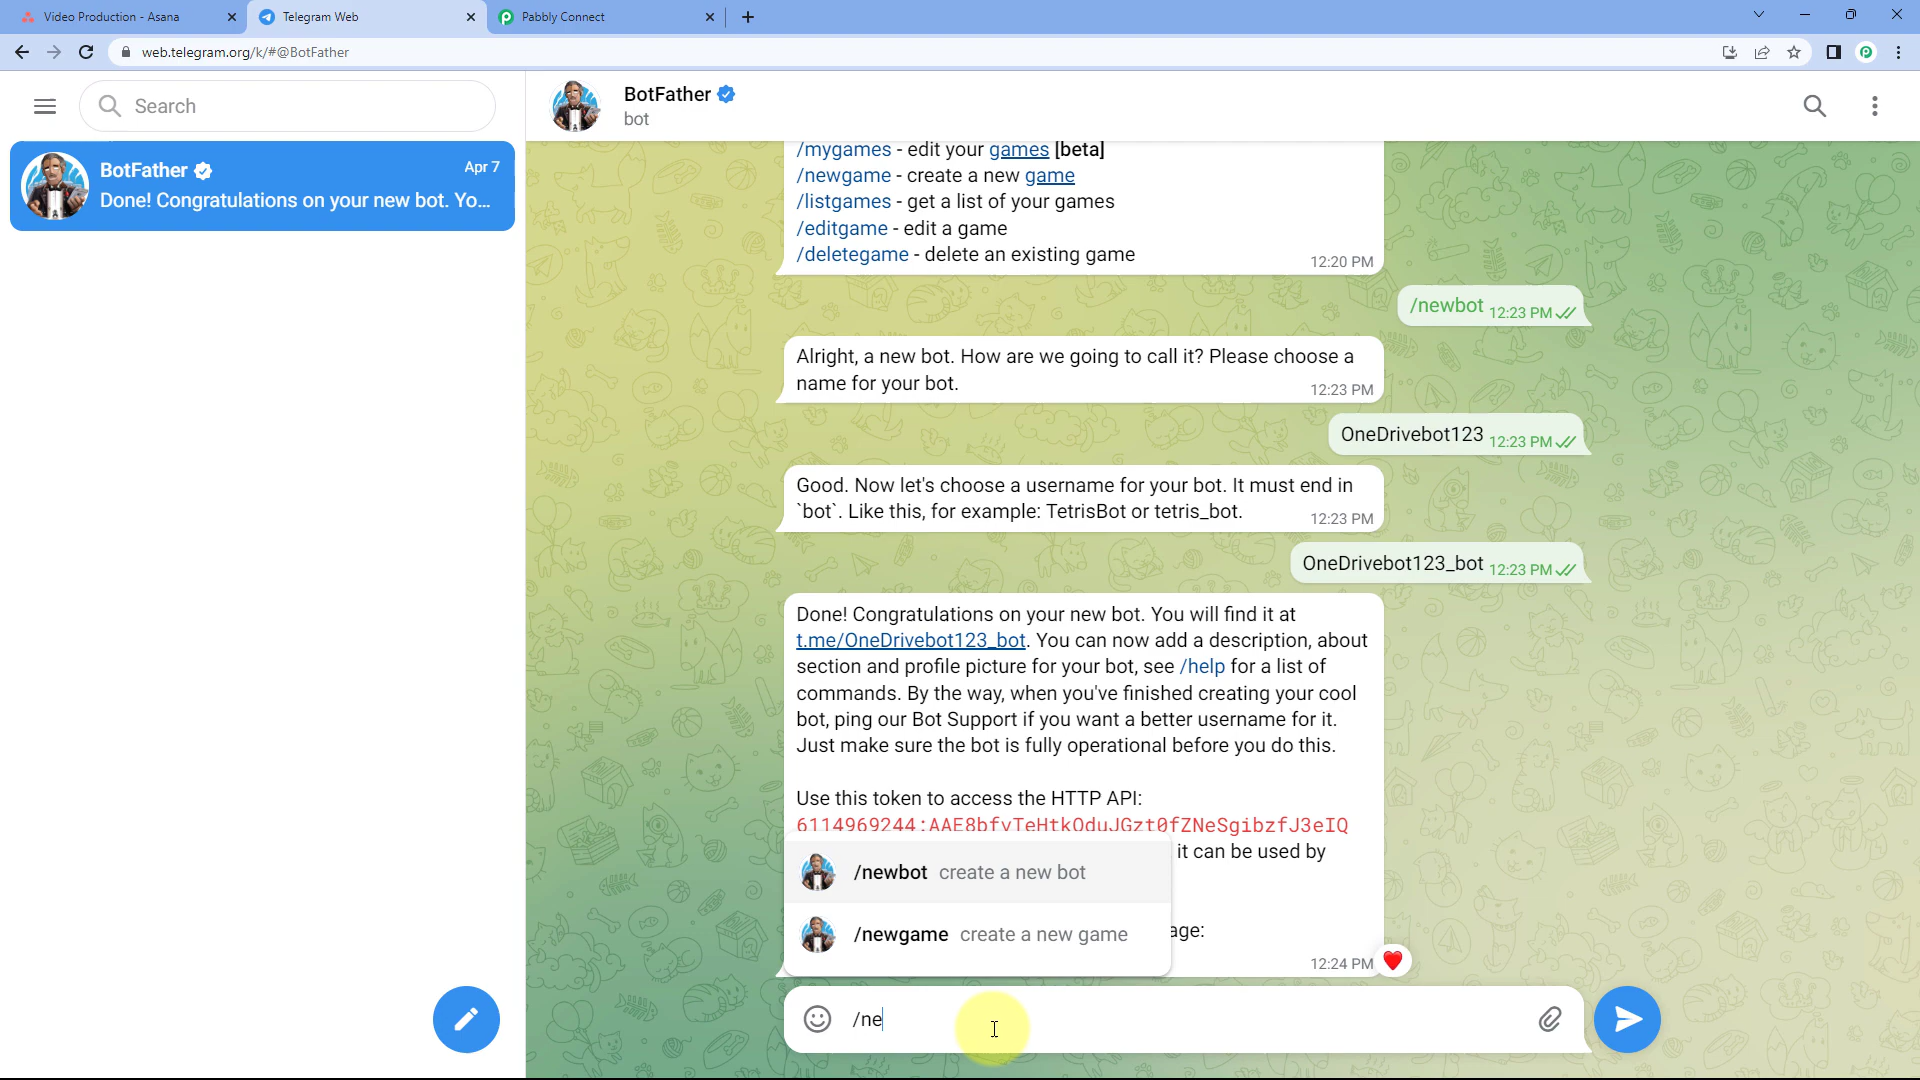 Video Production - Asana
Telegram Web
Pabbly Connect
web.telegram.org/k/#@BotFather
Search
BotFather
bot
BotFather
Apr 7
Done! Congratulations on your new bot. Yo...
/mygames - edit your games [beta]
/newgame - create a new game
/listgames - get a list of your games
/editgame - edit a game
/deletegame - delete an existing game
12:20 PM
/newbot 12:23 PM
Alright, a new bot. How are we going to call it? Please choose a
name for your bot.
12:23 PM
OneDrivebot123 12:23 PM
Good. Now let's choose a username for your bot. It must end in
`bot`. Like this, for example: TetrisBot or tetris_bot.
12:23 PM
OneDrivebot123_bot 12:23 PM
Done! Congratulations on your new bot. You will find it at
t.me/OneDrivebot123_bot. You can now add a description, about
section and profile picture for your bot, see /help for a list of
commands. By the way, when you've finished creating your cool
bot, ping our Bot Support if you want a better username for it.
Just make sure the bot is fully operational before you do this.
Use this token to access the HTTP API:
6114969244:AAE8bfvTeHtkOduJGzt0fZNeSgibzfJ3eIQ
it can be used by
age:
12:24 PM
/newbot create a new bot
/newgame create a new game
/ne